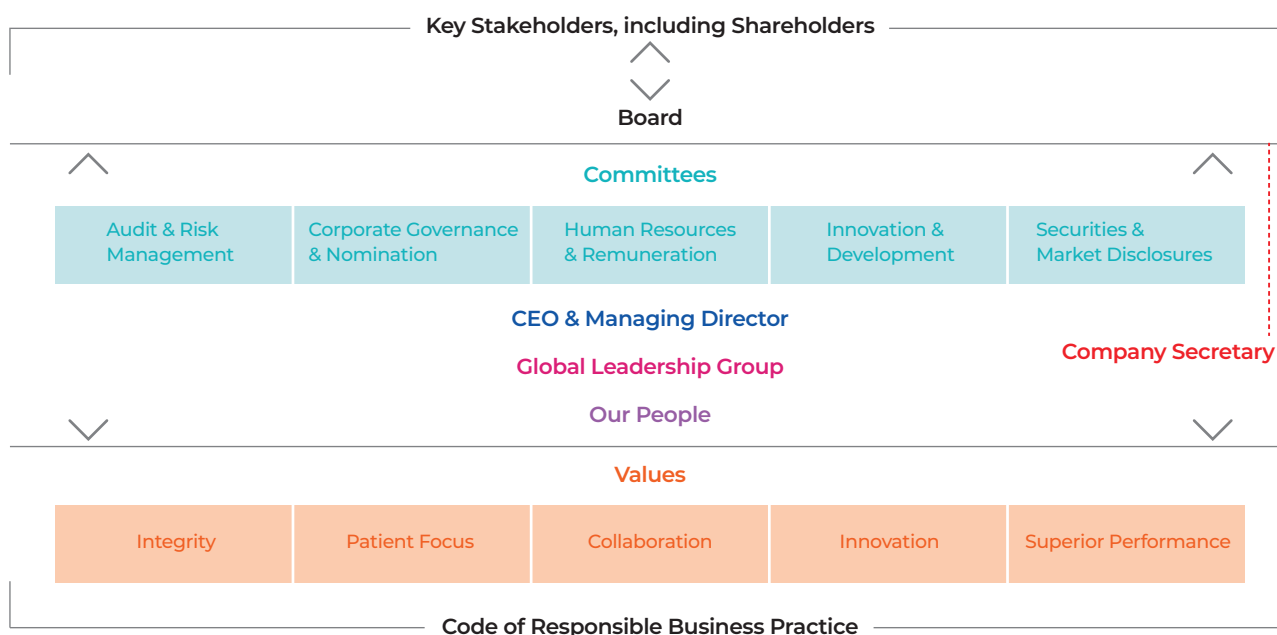 Key Stakeholders, including Shareholders
Board
Committees
Audit & Risk
Management
Corporate Governance
& Nomination
Human Resources
& Remuneration
Innovation &
Development
Securities &
Market Disclosures
CEO & Managing Director
Company Secretary
Global Leadership Group
Our People
Values
Integrity
Patient Focus
Collaboration
Innovation
Superior Performance
Code of Responsible Business Practice